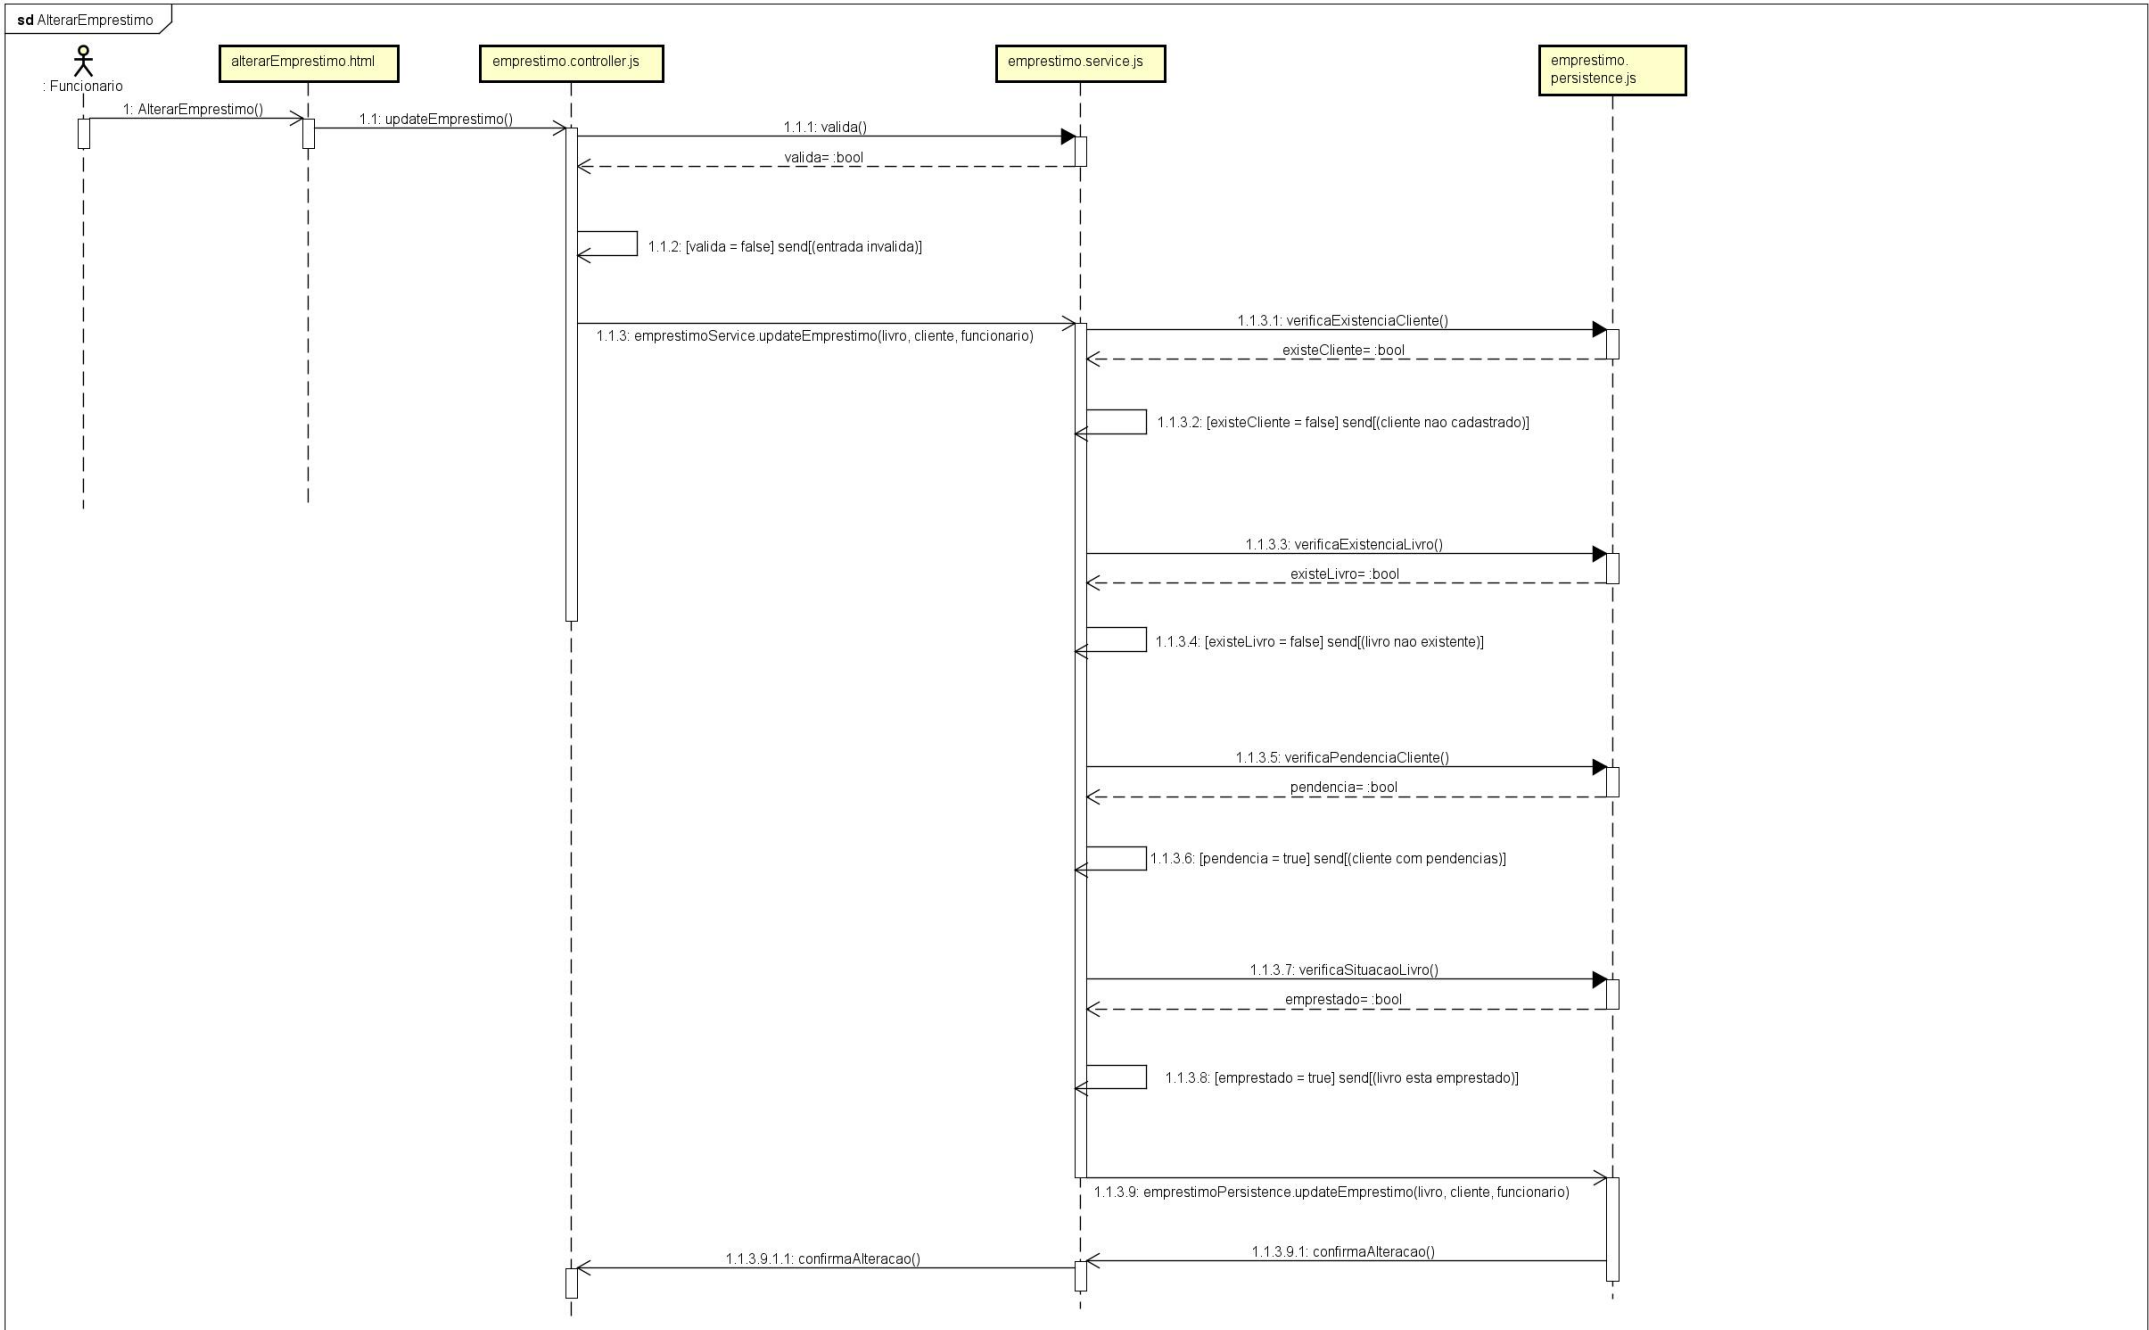 sd AlterarEmprestimo
: Funcionario
alterarEmprestimo.html
emprestimo.controller.js
emprestimo.service.js
emprestimo.
persistence.js
1: AlterarEmprestimo()
1.1: updateEmprestimo()
1.1.1: valida()
valida= :bool
1.1.2: [valida = false] send[(entrada invalida)]
1.1.3: emprestimoService.updateEmprestimo(livro, cliente, funcionario)
1.1.3.1: verificaExistenciaCliente()
existeCliente= :bool
1.1.3.2: [existeCliente = false] send[(cliente nao cadastrado)]
1.1.3.3: verificaExistenciaLivro()
existeLivro= :bool
1.1.3.4: [existeLivro = false] send[(livro nao existente)]
1.1.3.5: verificaPendenciaCliente()
pendencia= :bool
1.1.3.6: [pendencia = true] send[(cliente com pendencias)]
1.1.3.7: verificaSituacaoLivro()
emprestado= :bool
1.1.3.8: [emprestado = true] send[(livro esta emprestado)]
1.1.3.9: emprestimoPersistence.updateEmprestimo(livro, cliente, funcionario)
1.1.3.9.1: confirmaAlteracao()
1.1.3.9.1.1: confirmaAlteracao()